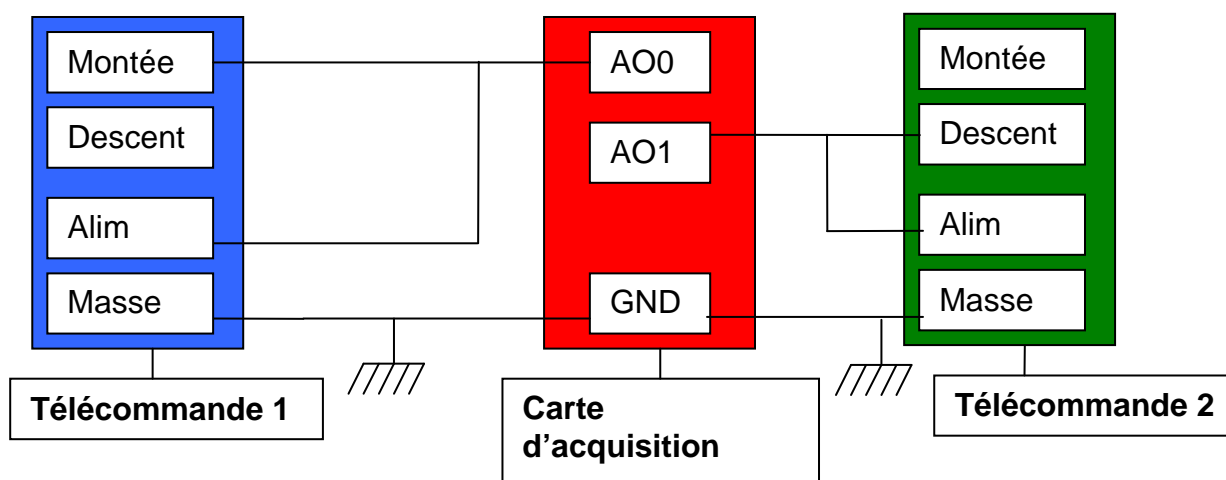 Montée
Descent
Alim
Masse
Télécommande 1
AO0
AO1
GND
Carte
d’acquisition
Montée
Descent
Alim
Masse
Télécommande 2